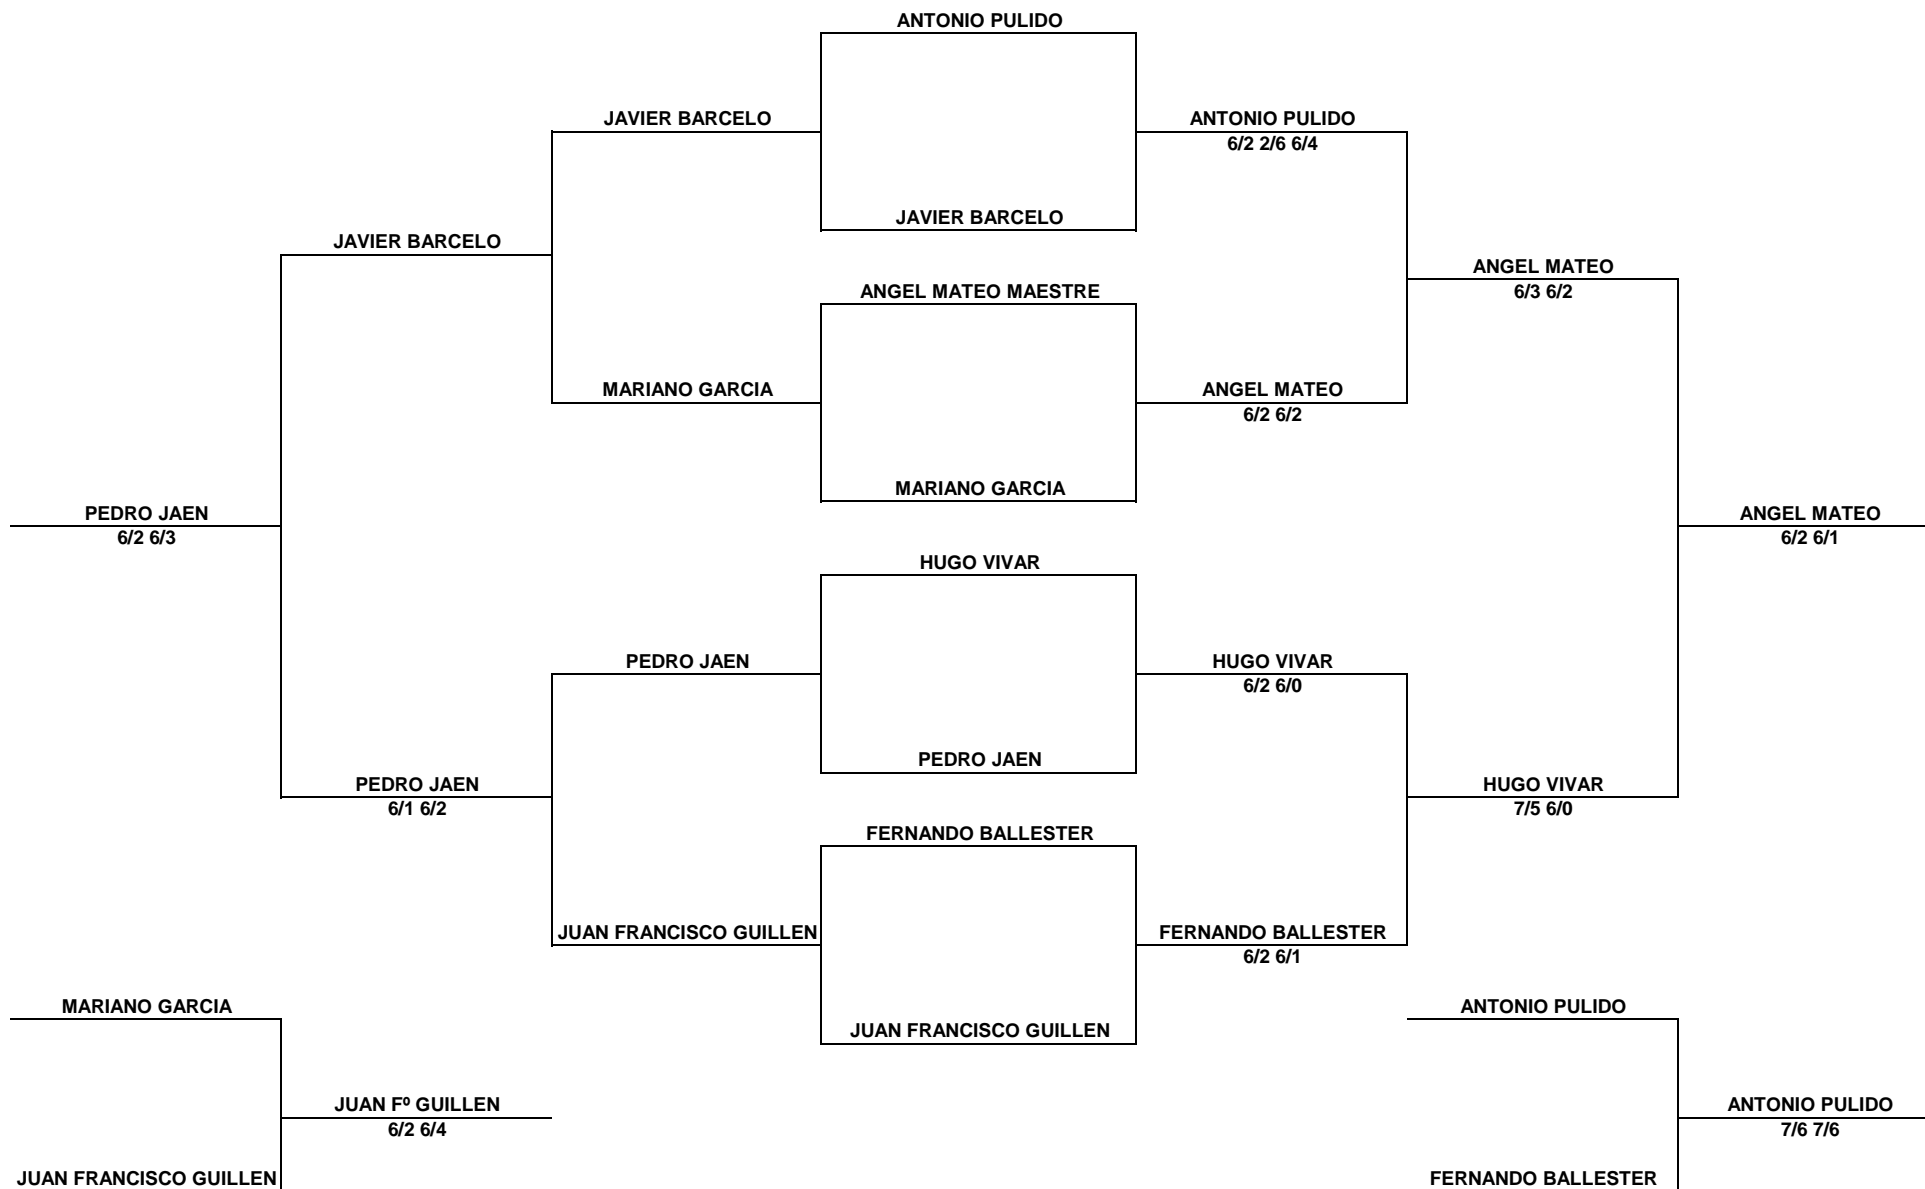 ANTONIO PULIDO
JAVIER BARCELO
ANTONIO PULIDO
6/2 2/6 6/4
JAVIER BARCELO
JAVIER BARCELO
ANGEL MATEO
6/3 6/2
ANGEL MATEO MAESTRE
MARIANO GARCIA
ANGEL MATEO
6/2 6/2
MARIANO GARCIA
PEDRO JAEN
6/2 6/3
ANGEL MATEO
6/2 6/1
HUGO VIVAR
PEDRO JAEN
HUGO VIVAR
6/2 6/0
PEDRO JAEN
PEDRO JAEN
6/1 6/2
HUGO VIVAR
7/5 6/0
FERNANDO BALLESTER
JUAN FRANCISCO GUILLEN
FERNANDO BALLESTER
6/2 6/1
MARIANO GARCIA
ANTONIO PULIDO
JUAN FRANCISCO GUILLEN
JUAN Fº GUILLEN
6/2 6/4
ANTONIO PULIDO
7/6 7/6
JUAN FRANCISCO GUILLEN
FERNANDO BALLESTER